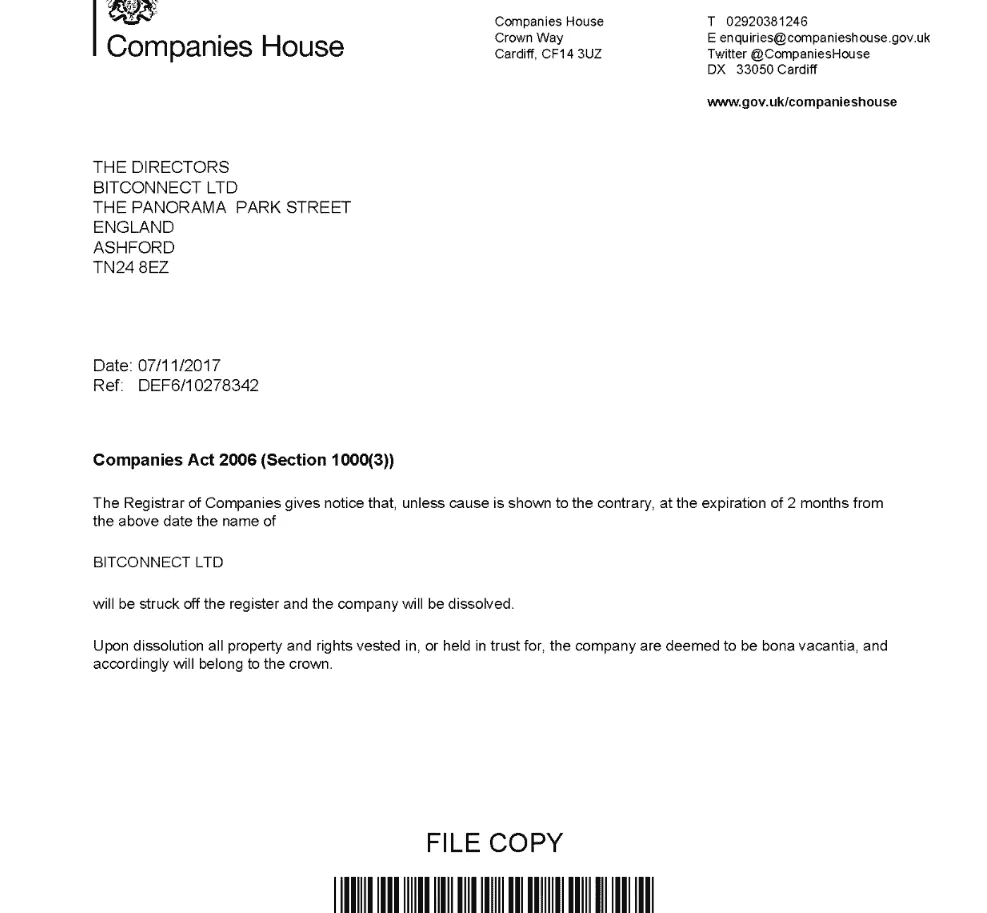 Companies House
Companies House
Crown Way
Cardiff, CF14 3UZ
T 02920381246
E enquiries@companieshouse.gov.uk
Twitter @CompaniesHouse
DX 33050 Cardiff
www.gov.uk/companieshouse
THE DIRECTORS
BITCONNECT LTD
THE PANORAMA PARK STREET
ENGLAND
ASHFORD
TN24 8EZ
Date: 07/11/2017
Ref: DEF6/10278342
Companies Act 2006 (Section 1000(3))
The Registrar of Companies gives notice that, unless cause is shown to the contrary, at the expiration of 2 months from
the above date the name of
BITCONNECT LTD
will be struck off the register and the company will be dissolved.
Upon dissolution all property and rights vested in, or held in trust for, the company are deemed to be bona vacantia, and
accordingly will belong to the crown.
FILE COPY